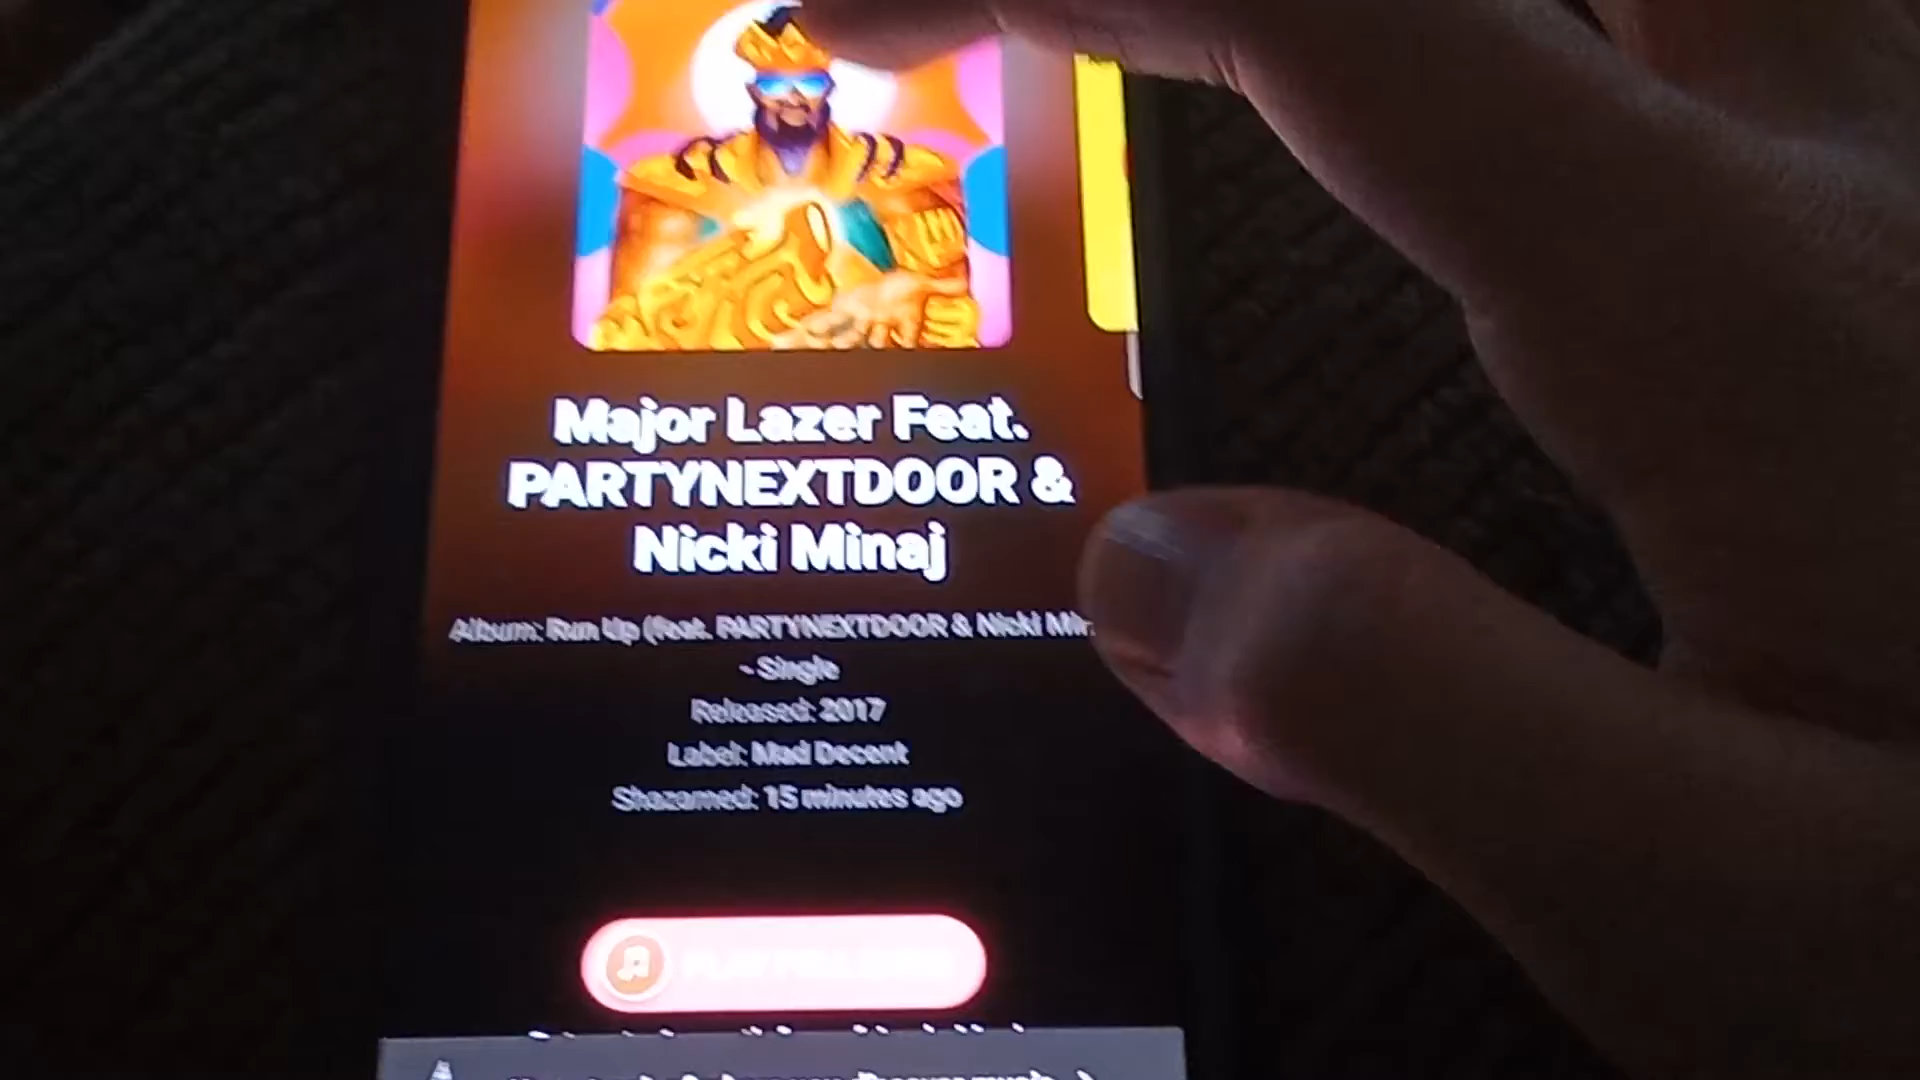 Major Lazer Feat.
PARTYNEXTDOOR &
Nicki Minaj
Album: Run Up (feat. PARTYNEXTDOOR & Nicki Min
- Single
Released: 2017
Label: Mad Decent
Shazamed: 15 minutes ago